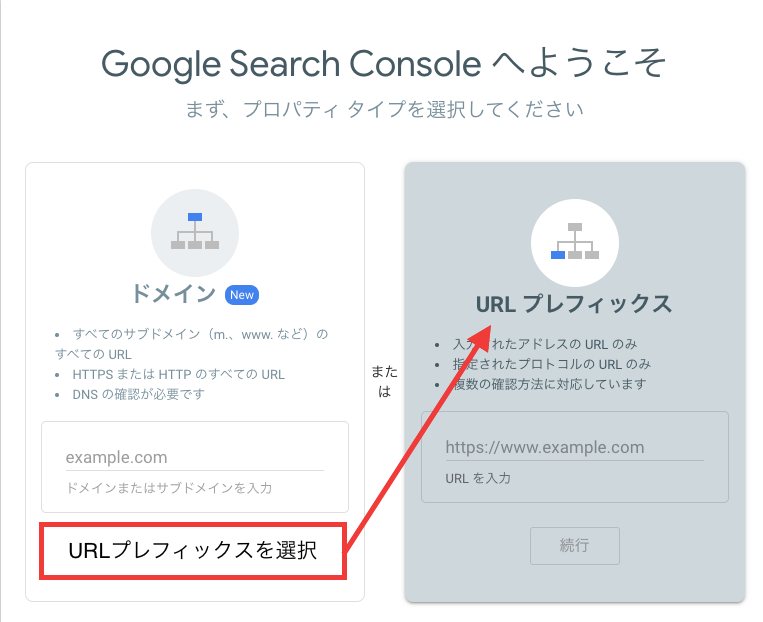 Google Search Console へようこそ
まず、プロパティ タイプを選択してください
ドメイン New
• すべてのサブドメイン（m.、www. など）の
すべての URL
• HTTPS または HTTP のすべての URL
• DNS の確認が必要です
example.com
ドメインまたはサブドメインを入力
URLプレフィックスを選択
また
は
URL プレフィックス
• 入力されたアドレスの URL のみ
• 指定されたプロトコルの URL のみ
• 複数の確認方法に対応しています
https://www.example.com
URL を入力
続行